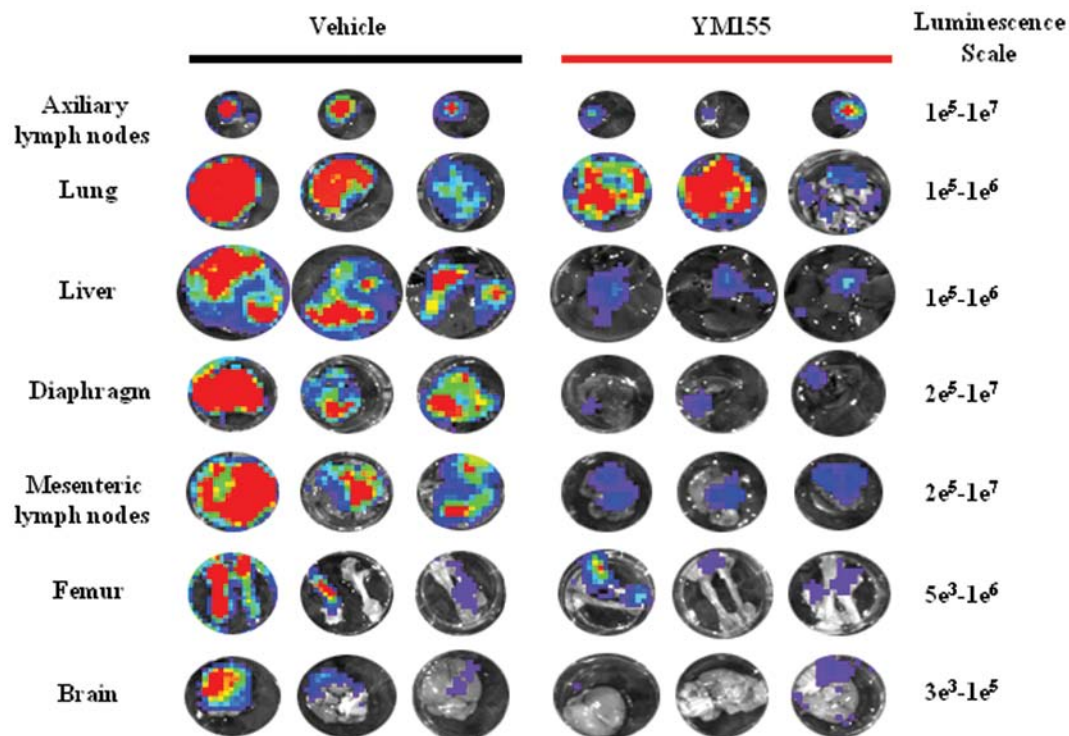 Vehicle
YM155
Luminescence
Scale
Axiliary
lymph nodes
1e⁵-1e⁷
Lung
1e⁵-1e⁶
Liver
1e⁵-1e⁶
Diaphragm
2e⁵-1e⁷
Mesenteric
lymph nodes
2e⁵-1e⁷
Femur
5e³-1e⁶
Brain
3e³-1e⁵